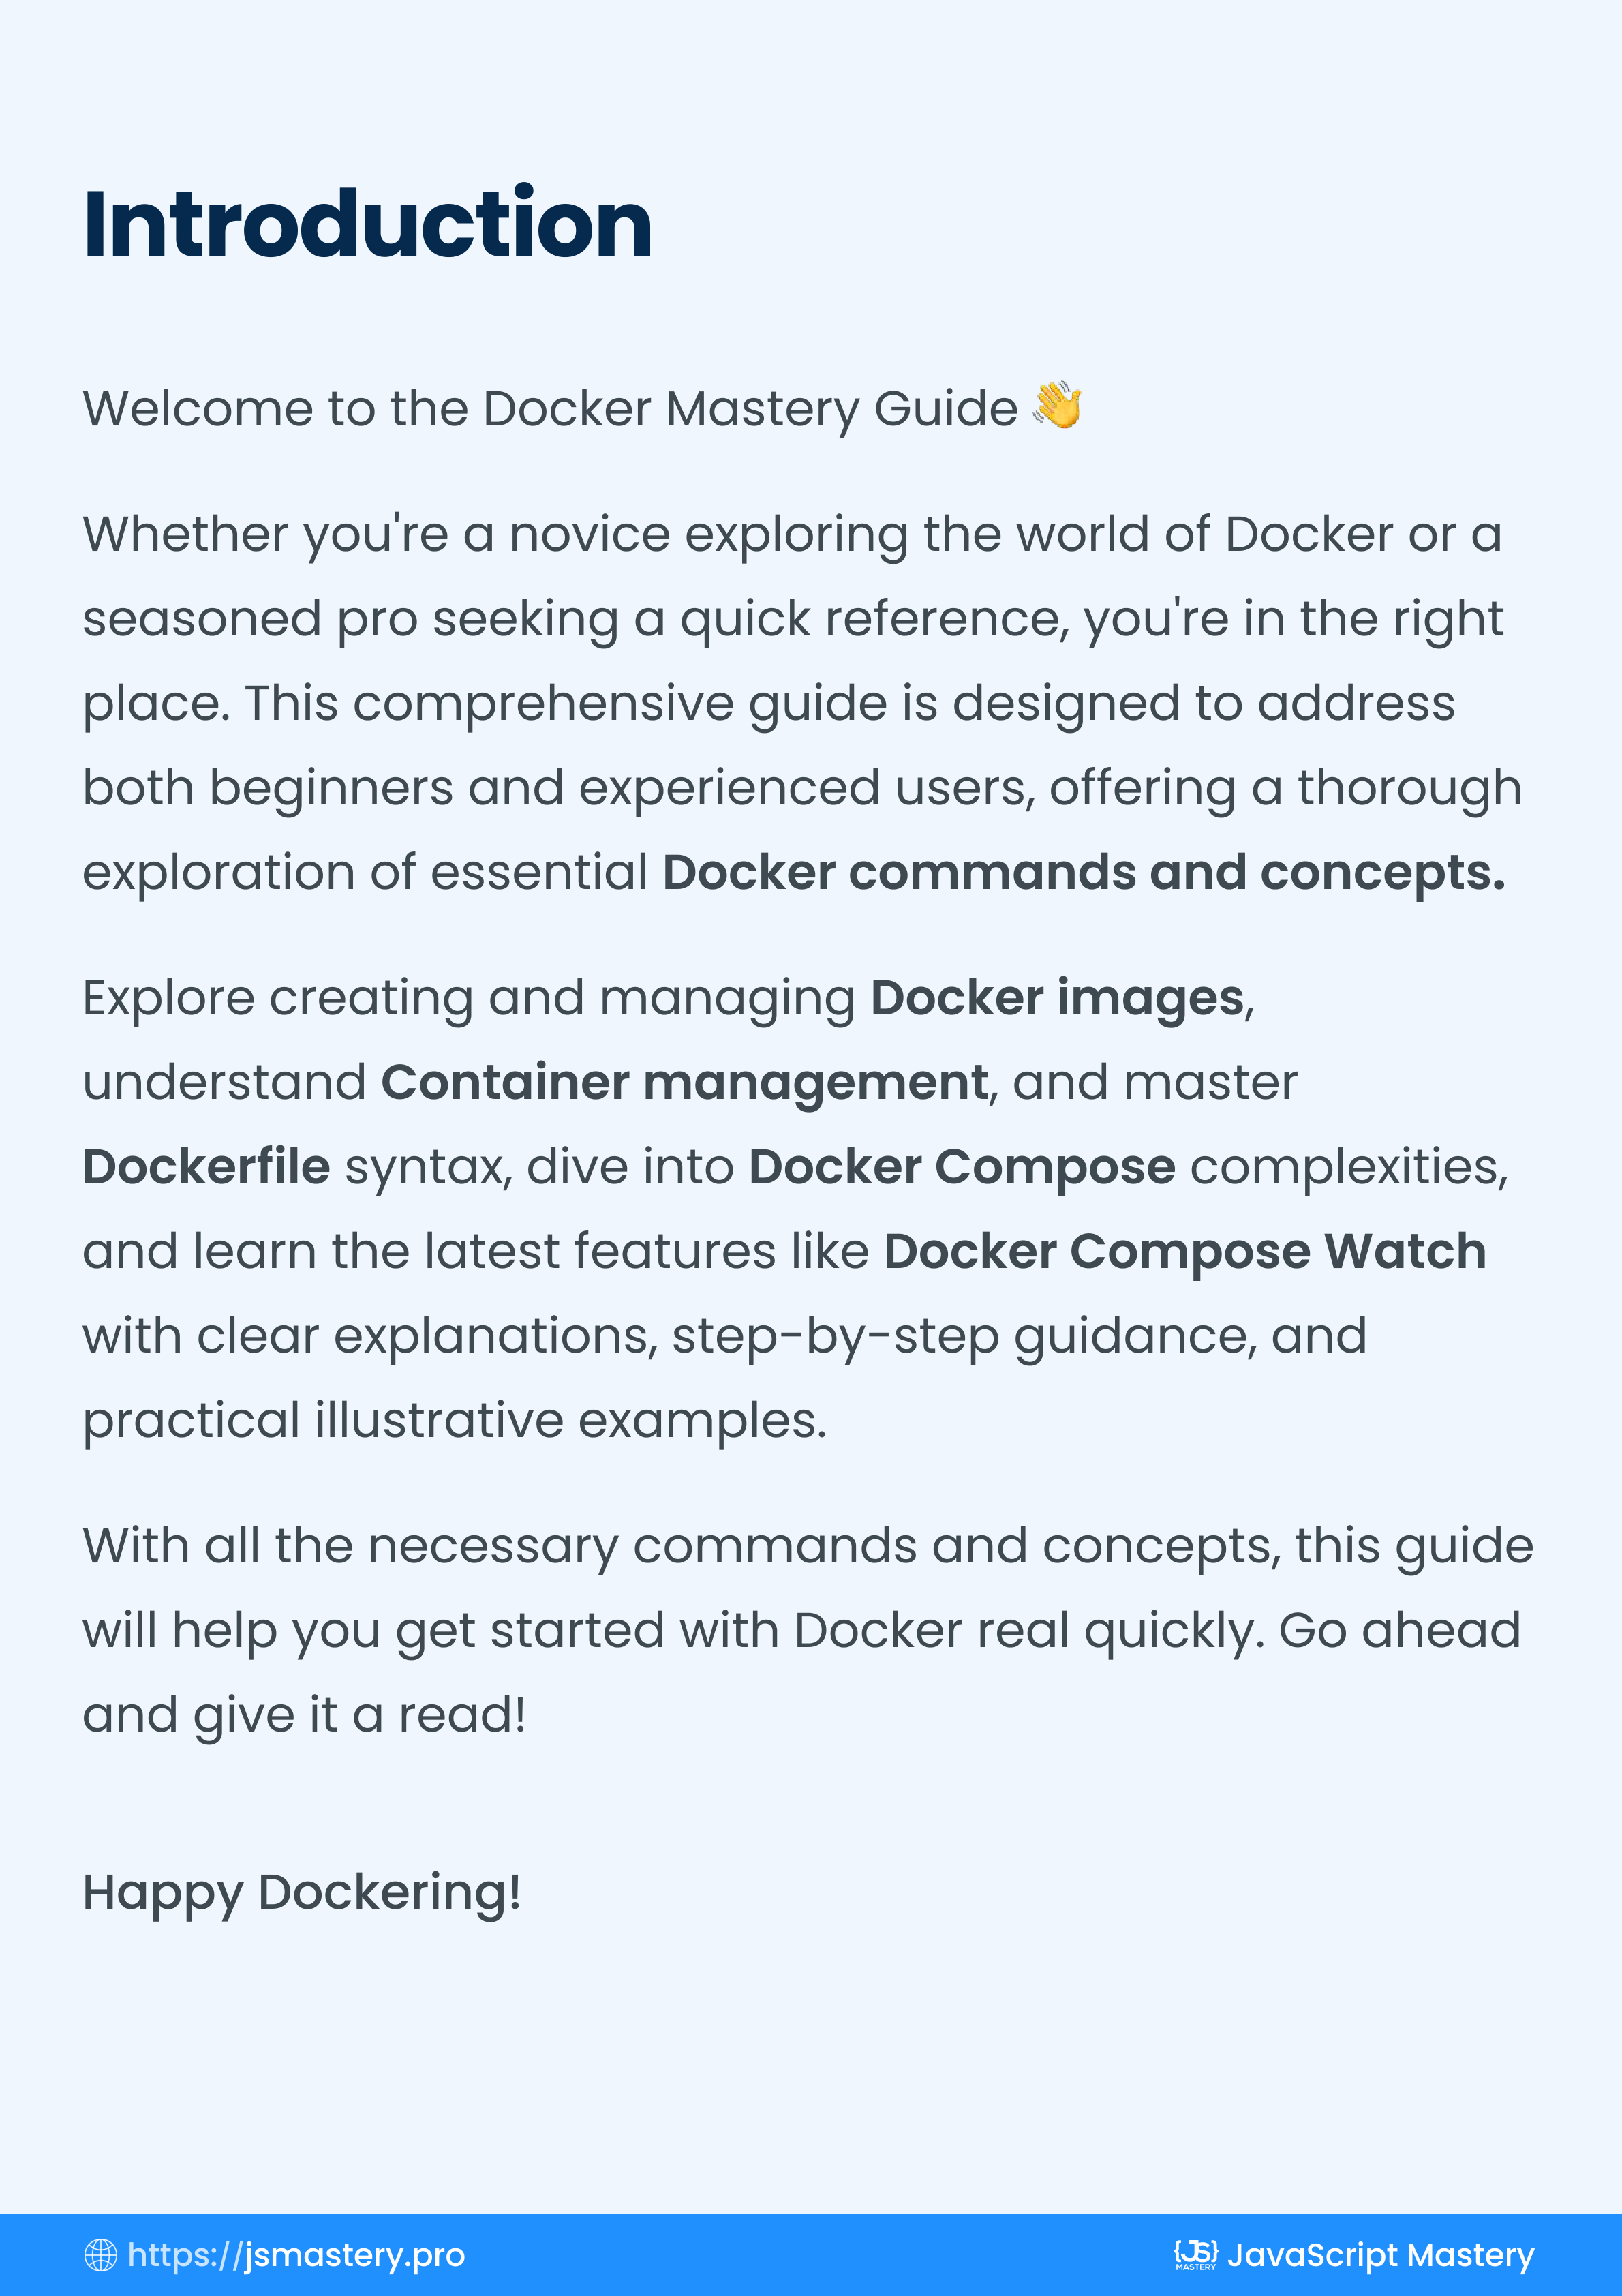 Introduction
Welcome to the Docker Mastery Guide 👋
Whether you're a novice exploring the world of Docker or a
seasoned pro seeking a quick reference, you're in the right
place. This comprehensive guide is designed to address
both beginners and experienced users, offering a thorough
exploration of essential Docker commands and concepts.
Explore creating and managing Docker images,
understand Container management, and master
Dockerfile syntax, dive into Docker Compose complexities,
and learn the latest features like Docker Compose Watch
with clear explanations, step-by-step guidance, and
practical illustrative examples.
With all the necessary commands and concepts, this guide
will help you get started with Docker real quickly. Go ahead
and give it a read!
Happy Dockering!
https://jsmastery.pro
{JS} MASTERY JavaScript Mastery